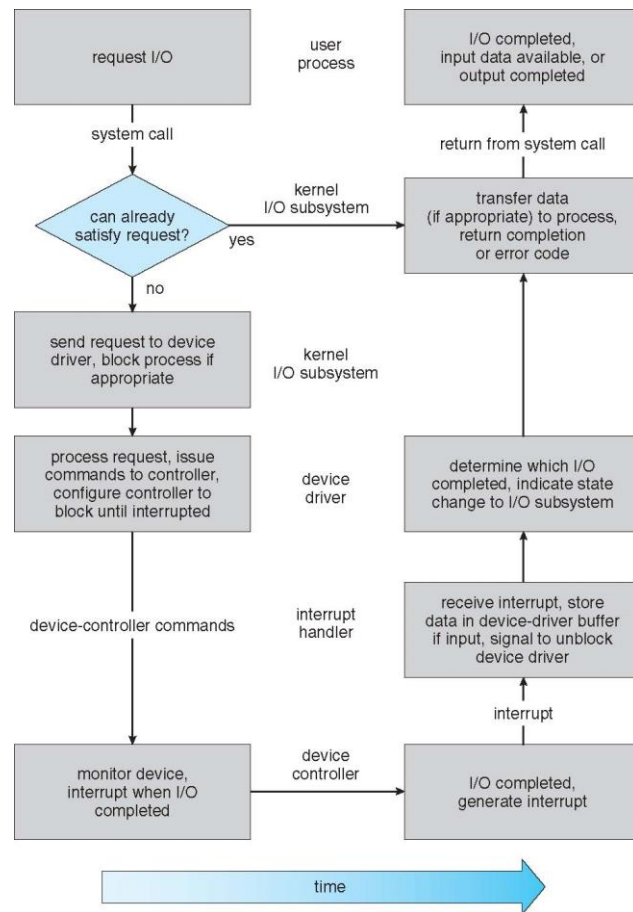 request I/O
user
process
I/O completed,
input data available, or
output completed
system call
return from system call
can already
satisfy request?
yes
no
kernel
I/O subsystem
transfer data
(if appropriate) to process,
return completion
or error code
send request to device
driver, block process if
appropriate
kernel
I/O subsystem
process request, issue
commands to controller,
configure controller to
block until interrupted
device
driver
determine which I/O
completed, indicate state
change to I/O subsystem
device-controller commands
interrupt
handler
receive interrupt, store
data in device-driver buffer
if input, signal to unblock
device driver
interrupt
monitor device,
interrupt when I/O
completed
device
controller
I/O completed,
generate interrupt
time